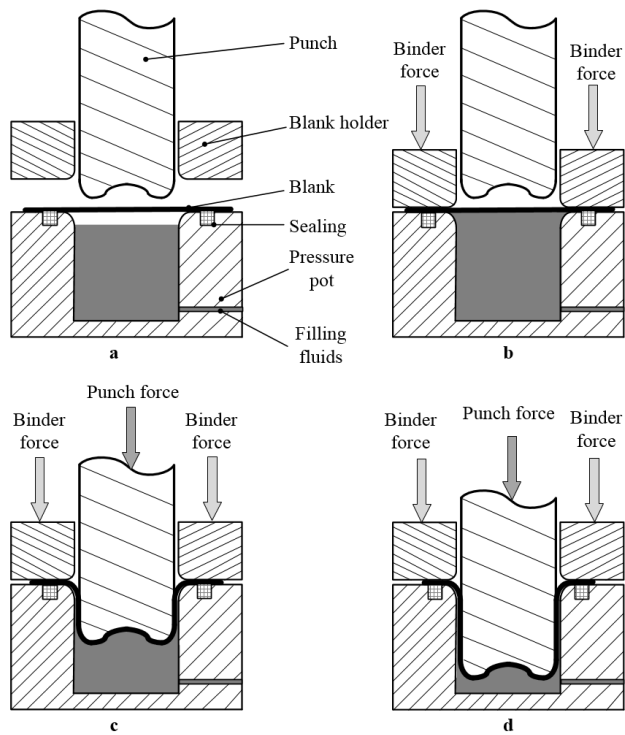 Punch
Blank holder
Blank
Sealing
Pressure
pot
Filling
fluids
a
Binder
force
Binder
force
b
Punch force
Binder
force
Binder
force
c
Punch force
Binder
force
Binder
force
d